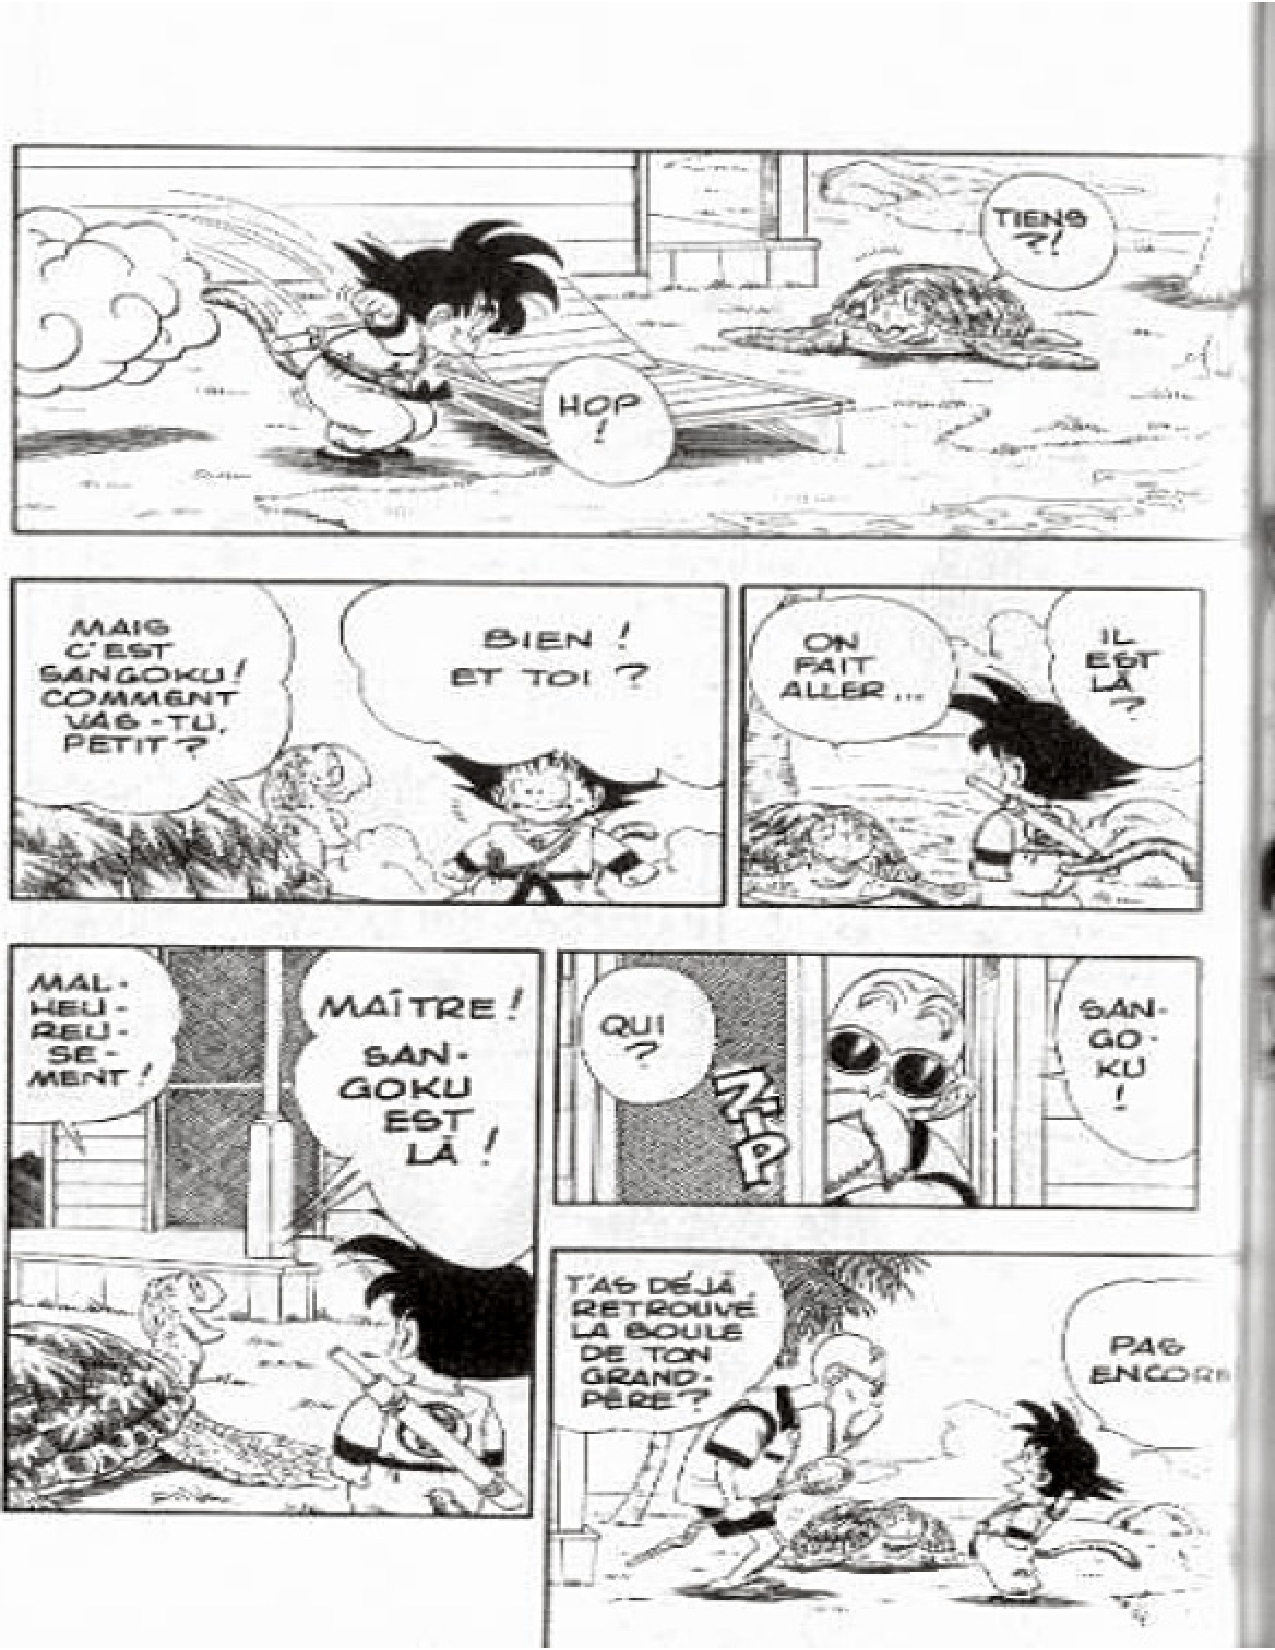 HOP
!
TIENS
?!
MAIS
C'EST
SANGOKU!
COMMENT
VAS-TU,
PETIT?
BIEN !
ET TOI ?
ON
FAIT
ALLER...
IL
EST
LÀ
?
MAL-
HEU-
REU-
SE-
MENT!
MAÎTRE!
SAN-
GOKU
EST
LÀ !
QUI
?
ZIP
SAN-
GO-
KU
!
T'AS DÉJÀ
RETROUVÉ
LA BOULE
DE TON
GRAND-
PÈRE?
PAS
ENCORE